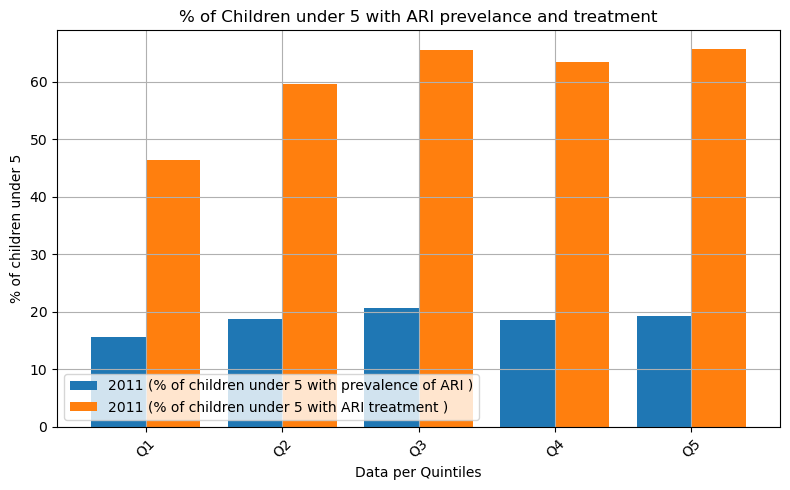 % of Children under 5 with ARI prevelance and treatment
% of children under 5
60
50
40
30
20
10
0
2011 (% of children under 5 with prevalence of ARI )
2011 (% of children under 5 with ARI treatment )
Q1
Q2
Q3
Q4
Q5
Data per Quintiles